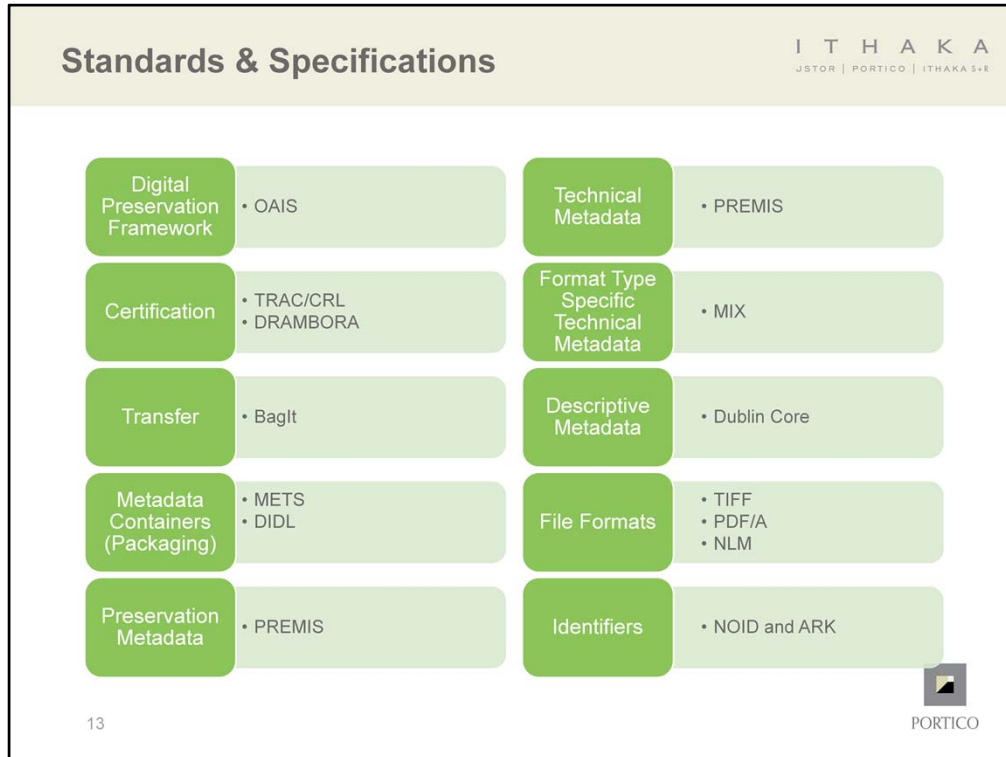 Standards & Specifications
I T H A K A
JSTOR | PORTICO | ITHAKA S+R
Digital
Preservation
Framework
• OAIS
Certification
• TRAC/CRL
• DRAMBORA
Transfer
• BagIt
Metadata
Containers
(Packaging)
• METS
• DIDL
Preservation
Metadata
• PREMIS
Technical
Metadata
• PREMIS
Format Type
Specific
Technical
Metadata
• MIX
Descriptive
Metadata
• Dublin Core
File Formats
• TIFF
• PDF/A
• NLM
Identifiers
• NOID and ARK
13
PORTICO